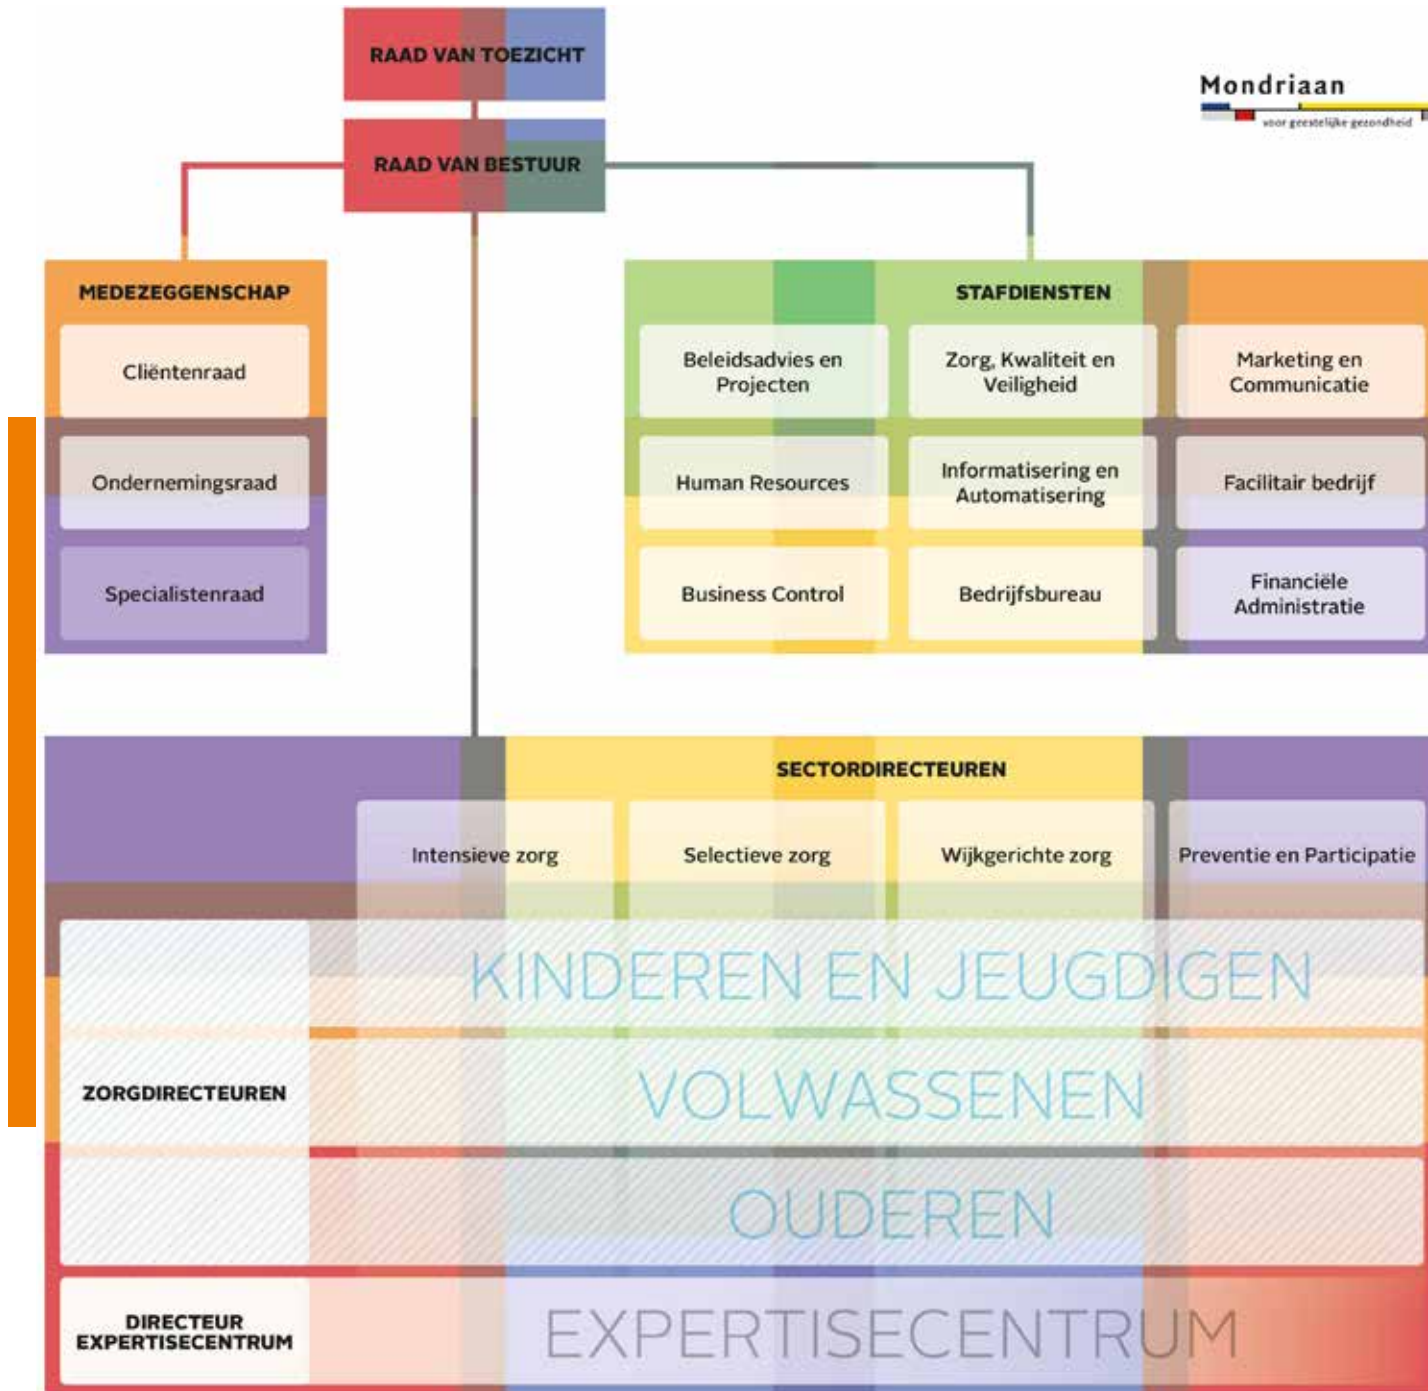 RAAD VAN TOEZICHT
Mondriaan
voor geestelijke gezondheid
RAAD VAN BESTUUR
MEDEZEGGENSCHAP
Cliëntenraad
Ondernemingsraad
Specialistenraad
STAFDIENSTEN
Beleidsadvies en
Projecten
Zorg, Kwaliteit en
Veiligheid
Marketing en
Communicatie
Human Resources
Informatisering en
Automatisering
Facilitair bedrijf
Business Control
Bedrijfsbureau
Financiële
Administratie
SECTORDIRECTEUREN
Intensieve zorg
Selectieve zorg
Wijkgerichte zorg
Preventie en Participatie
KINDEREN EN JEUGDIGEN
ZORGDIRECTEUREN
VOLWASSENEN
OUDEREN
DIRECTEUR
EXPERTISECENTRUM
EXPERTISECENTRUM